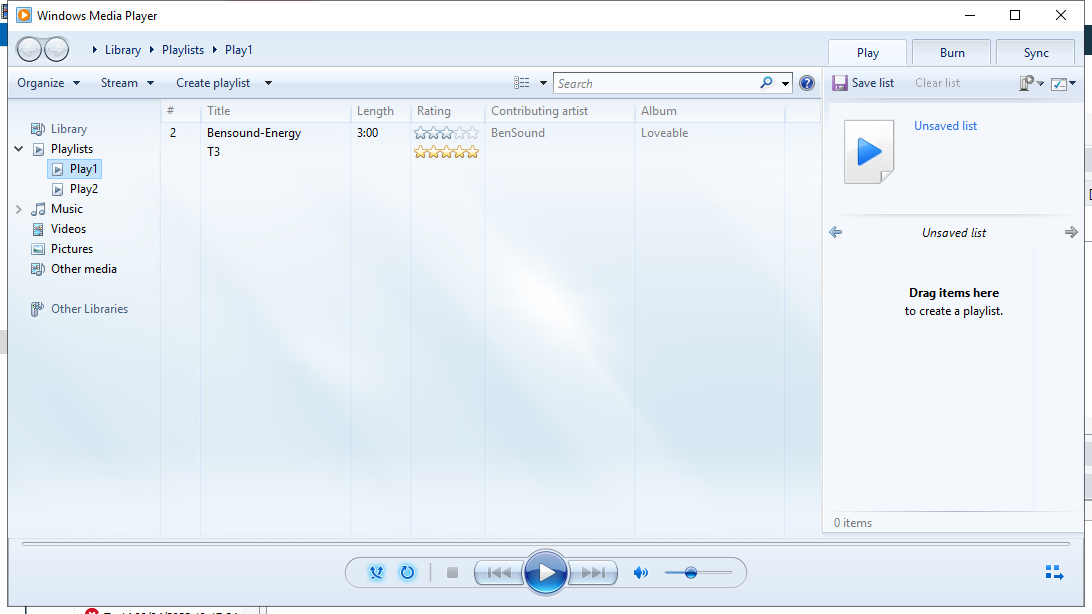 Windows Media Player
Library Playlists Play1
Play Burn Sync
Organize Stream Create playlist Search Save list Clear list
# Title Length Rating Contributing artist Album
2 Bensound-Energy 3:00 BenSound Loveable
T3
Library
Playlists
Play1
Play2
Music
Videos
Pictures
Other media
Other Libraries
Unsaved list
Unsaved list
Drag items here
to create a playlist.
0 items